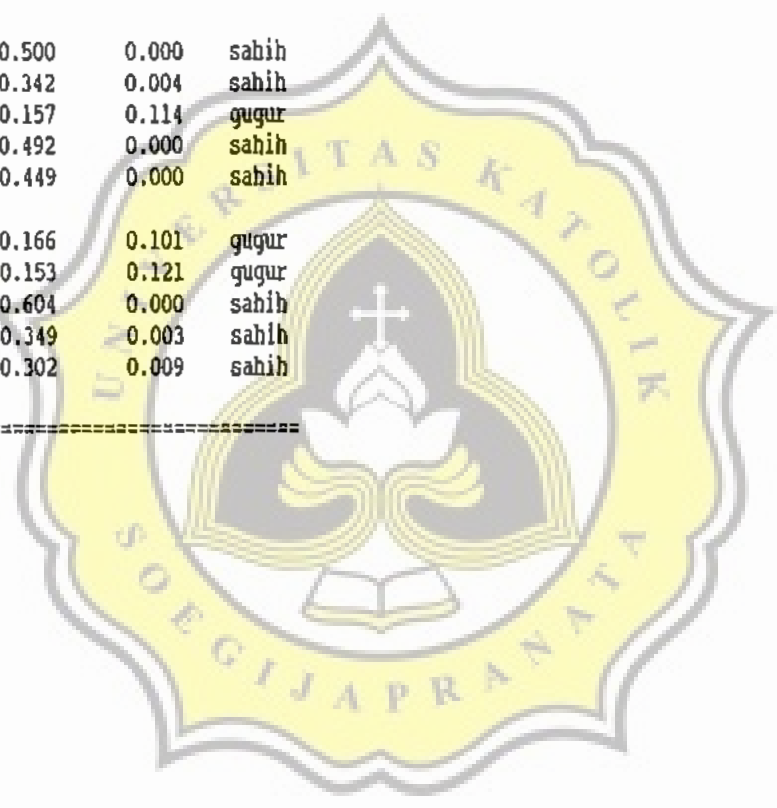 0.500 0.000 sahih
0.342 0.004 sahih
0.157 0.114 gugur
0.492 0.000 sahih
0.449 0.000 sahih
0.166 0.101 gugur
0.153 0.121 gugur
0.604 0.000 sahih
0.349 0.003 sahih
0.302 0.009 sahih
==============================
UNIVERSITAS KATOLIK
SOEGIJAPRANATA